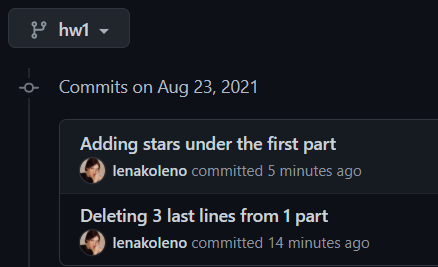 hw1
Commits on Aug 23, 2021
Adding stars under the first part
lenakoleno committed 5 minutes ago
Deleting 3 last lines from 1 part
lenakoleno committed 14 minutes ago